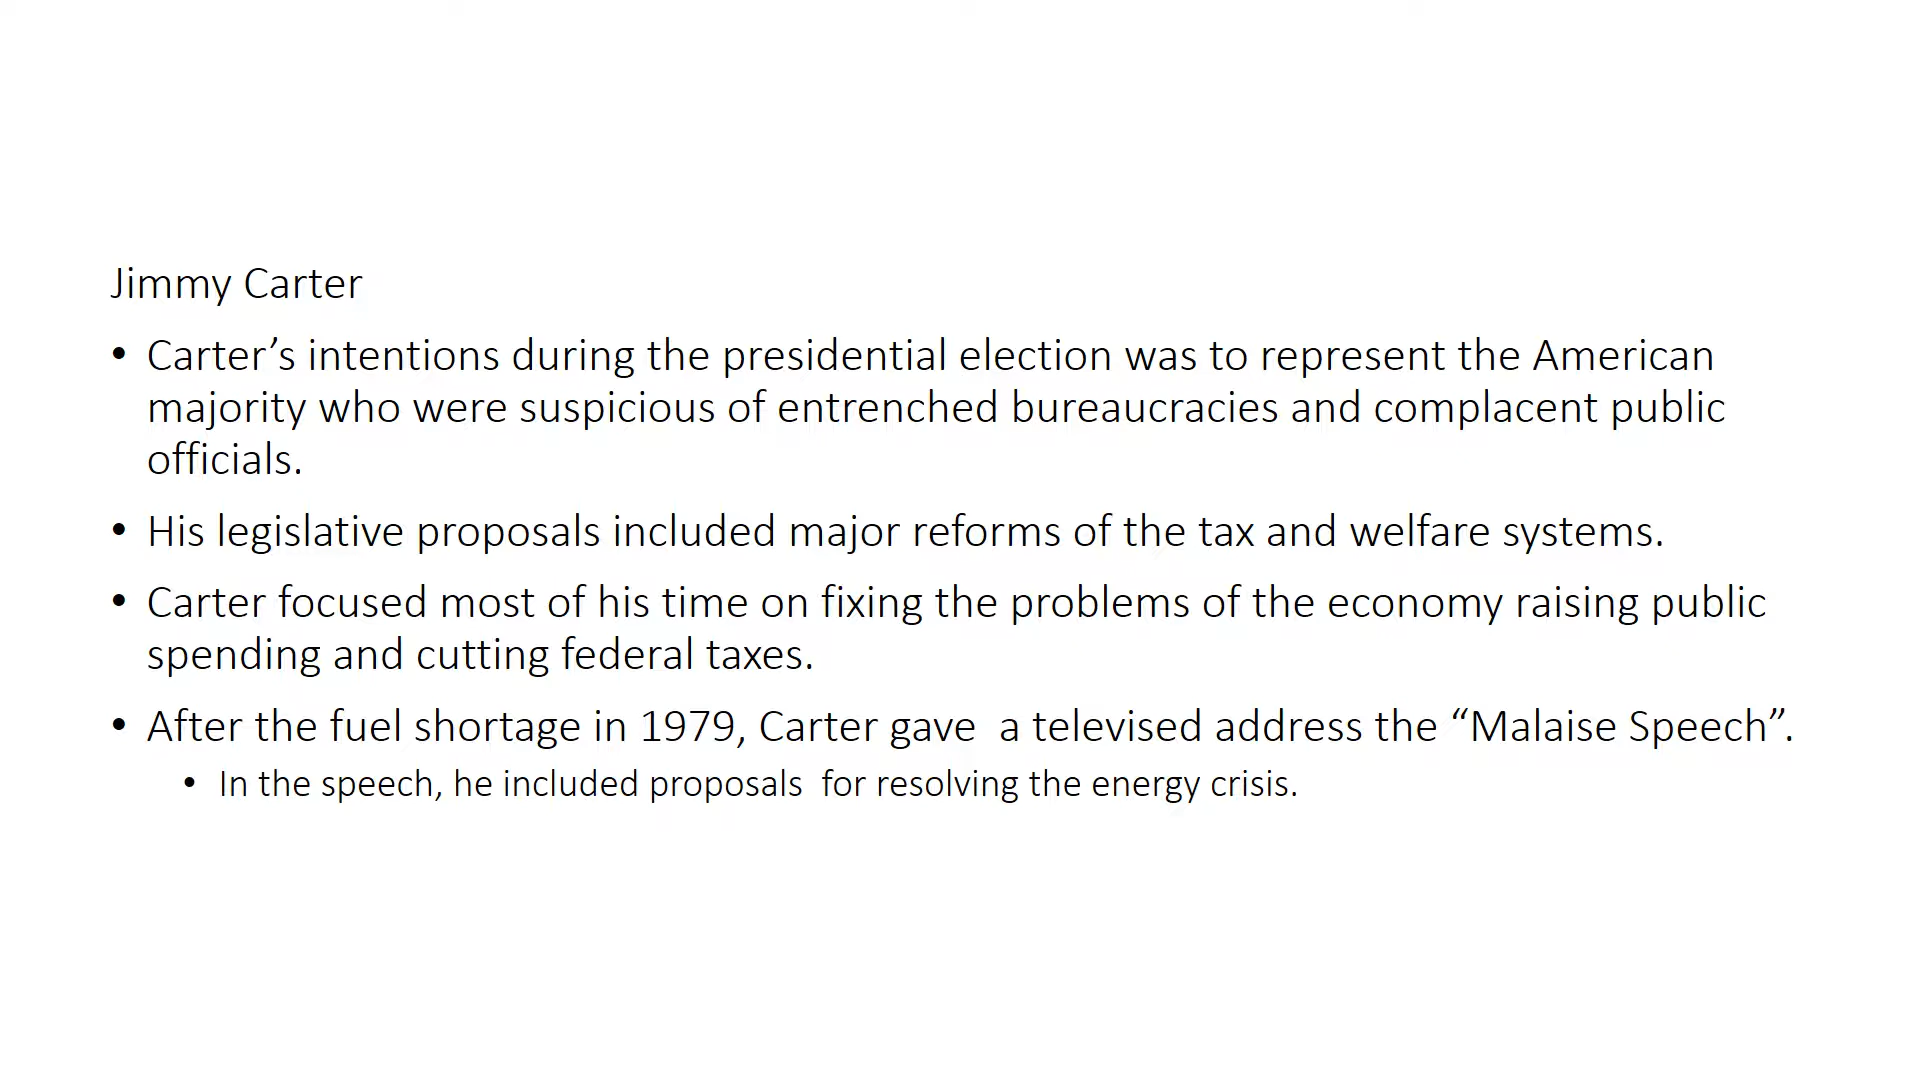 Jimmy Carter
• Carter’s intentions during the presidential election was to represent the American
majority who were suspicious of entrenched bureaucracies and complacent public
officials.
• His legislative proposals included major reforms of the tax and welfare systems.
• Carter focused most of his time on fixing the problems of the economy raising public
spending and cutting federal taxes.
• After the fuel shortage in 1979, Carter gave  a televised address the “Malaise Speech”.
• In the speech, he included proposals  for resolving the energy crisis.